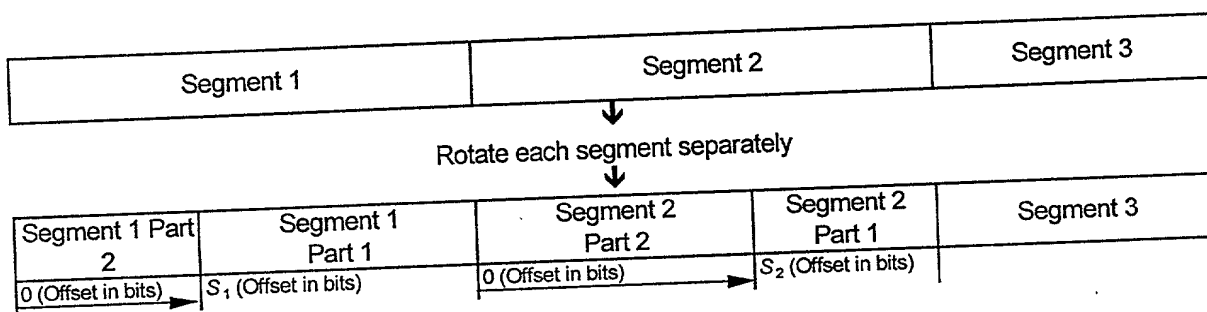 Segment 1
Segment 2
Segment 3
Rotate each segment separately
Segment 1 Part
2
Segment 1
Part 1
Segment 2
Part 2
Segment 2
Part 1
Segment 3
0 (Offset in bits)
S₁ (Offset in bits)
0 (Offset in bits)
S₂ (Offset in bits)